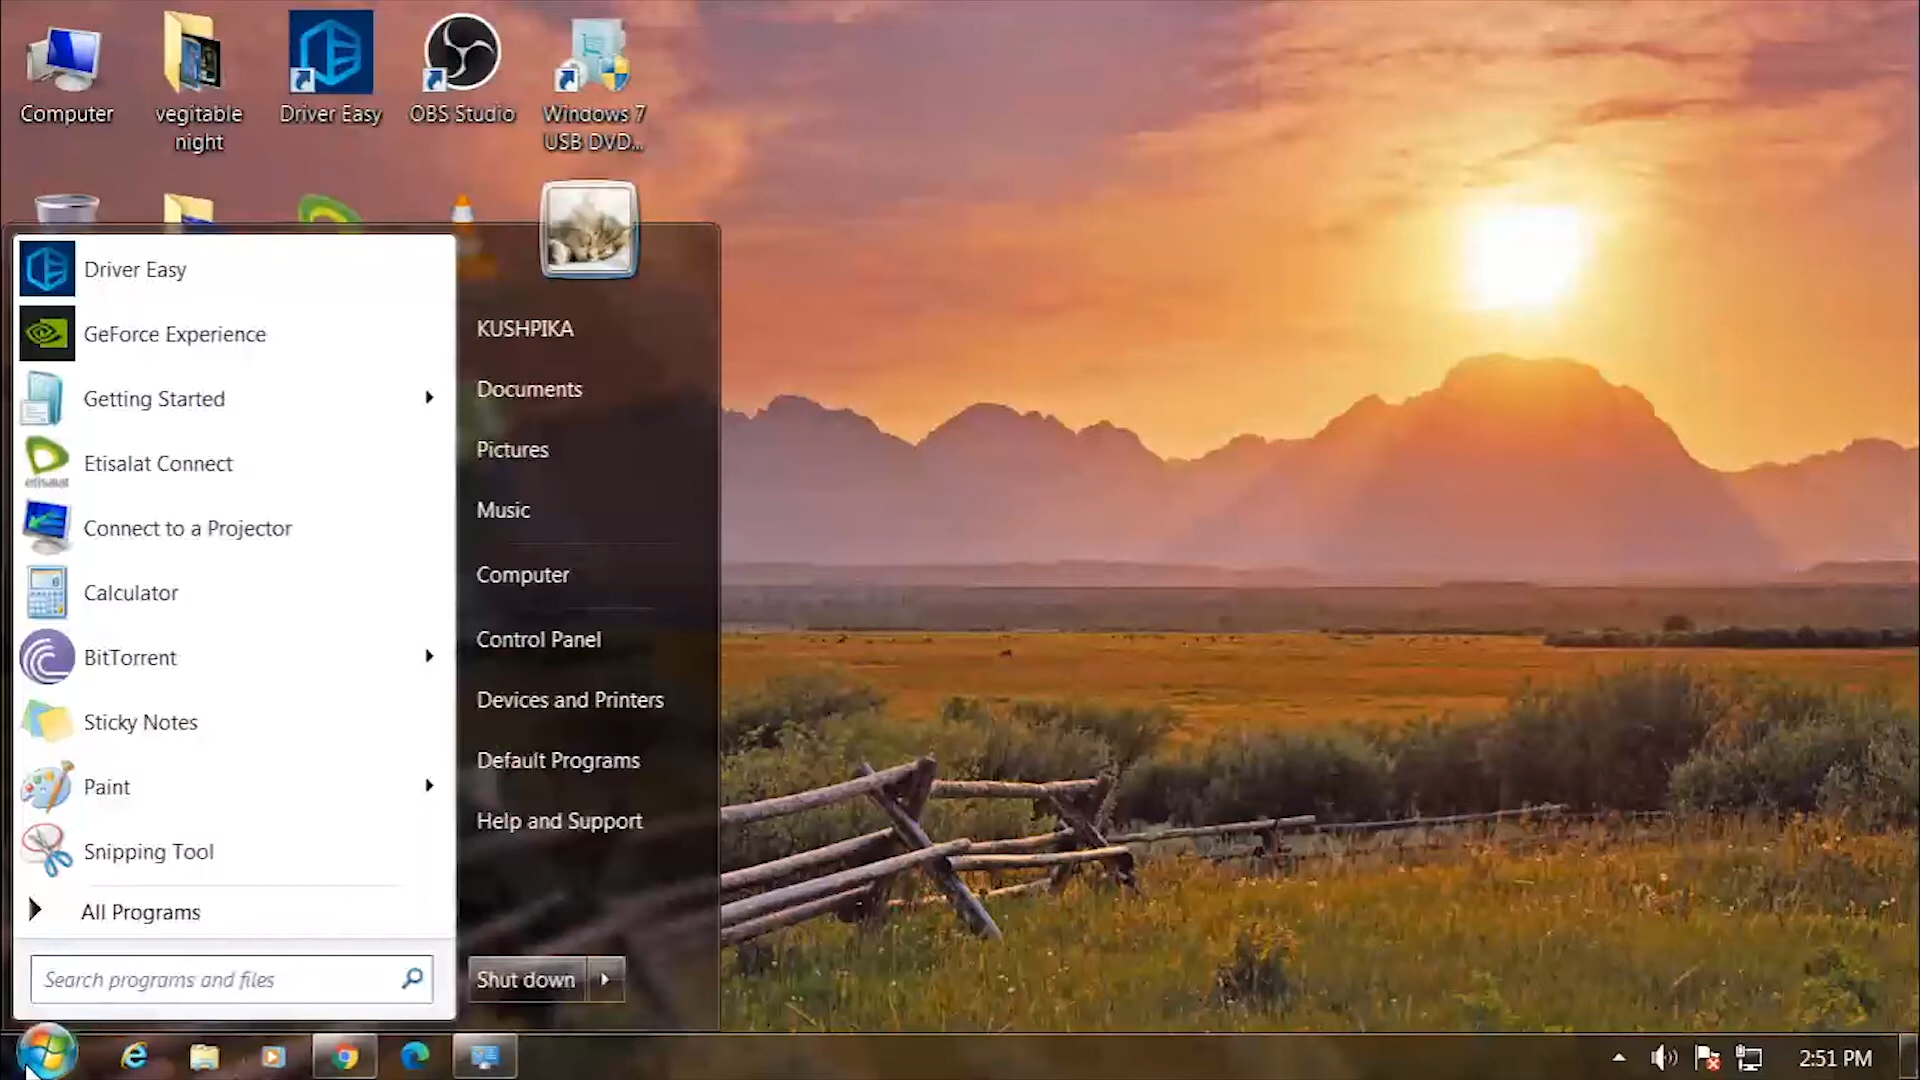 Computer
vegitable
night
Driver Easy
OBS Studio
Windows 7
USB DVD...
Driver Easy
GeForce Experience
Getting Started
etisalat
Etisalat Connect
Connect to a Projector
Calculator
BitTorrent
Sticky Notes
Paint
Snipping Tool
All Programs
Search programs and files
KUSHPIKA
Documents
Pictures
Music
Computer
Control Panel
Devices and Printers
Default Programs
Help and Support
Shut down
2:51 PM